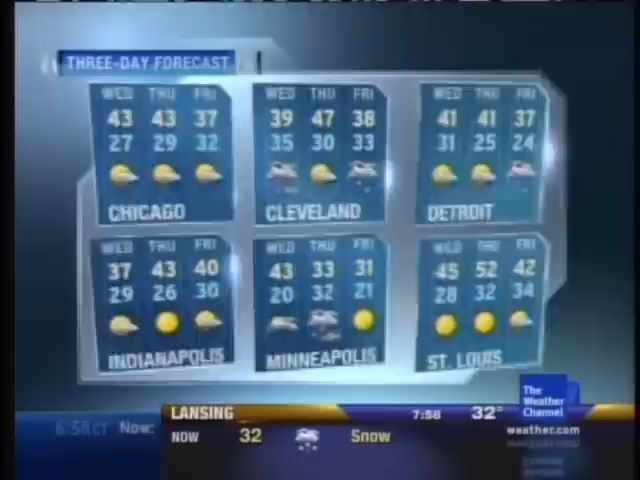 THREE-DAY FORECAST
WED THU FRI
43 43 37
27 29 32
CHICAGO
WED THU FRI
39 47 38
35 30 33
CLEVELAND
WED THU FRI
41 41 37
31 25 24
DETROIT
WED THU FRI
37 43 40
29 26 30
INDIANAPOLIS
WED THU FRI
43 33 31
20 32 21
MINNEAPOLIS
WED THU FRI
45 52 42
28 32 34
ST. LOUIS
The
Weather
Channel
weather.com
LANSING 7:58 32°
6:58 CT Now:
NOW 32 Snow